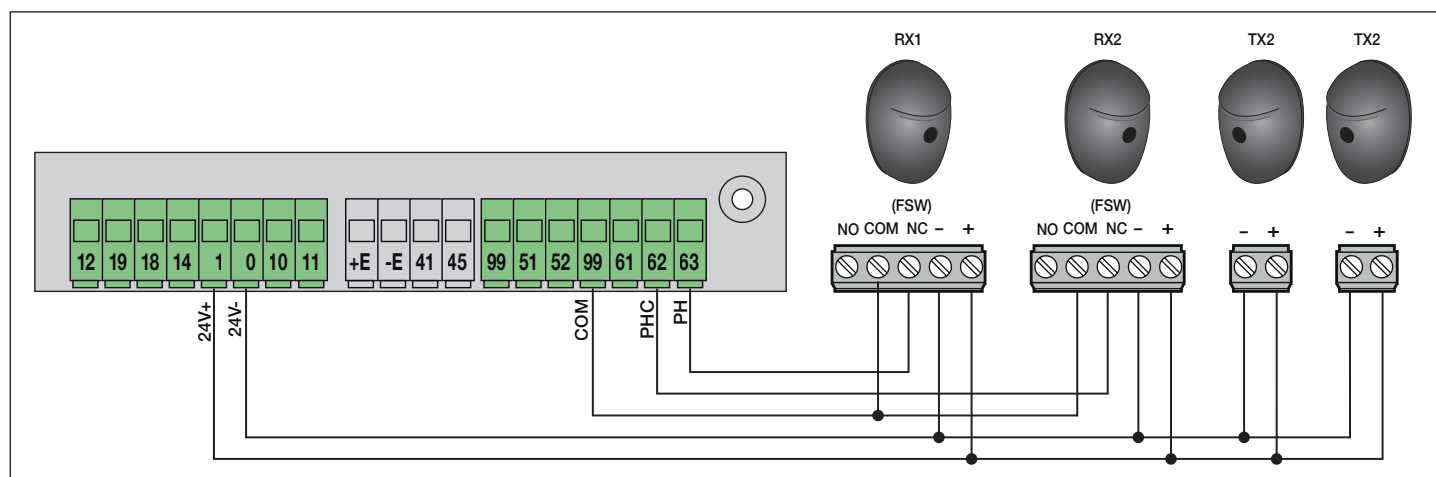 RX1 RX2 TX2 TX2
(FSW) (FSW)
NO COM NC - + NO COM NC - + - + - +
12 19 18 14 1 0 10 11 +E -E 41 45 99 51 52 99 61 62 63
24V+ 24V- COM PHC PH